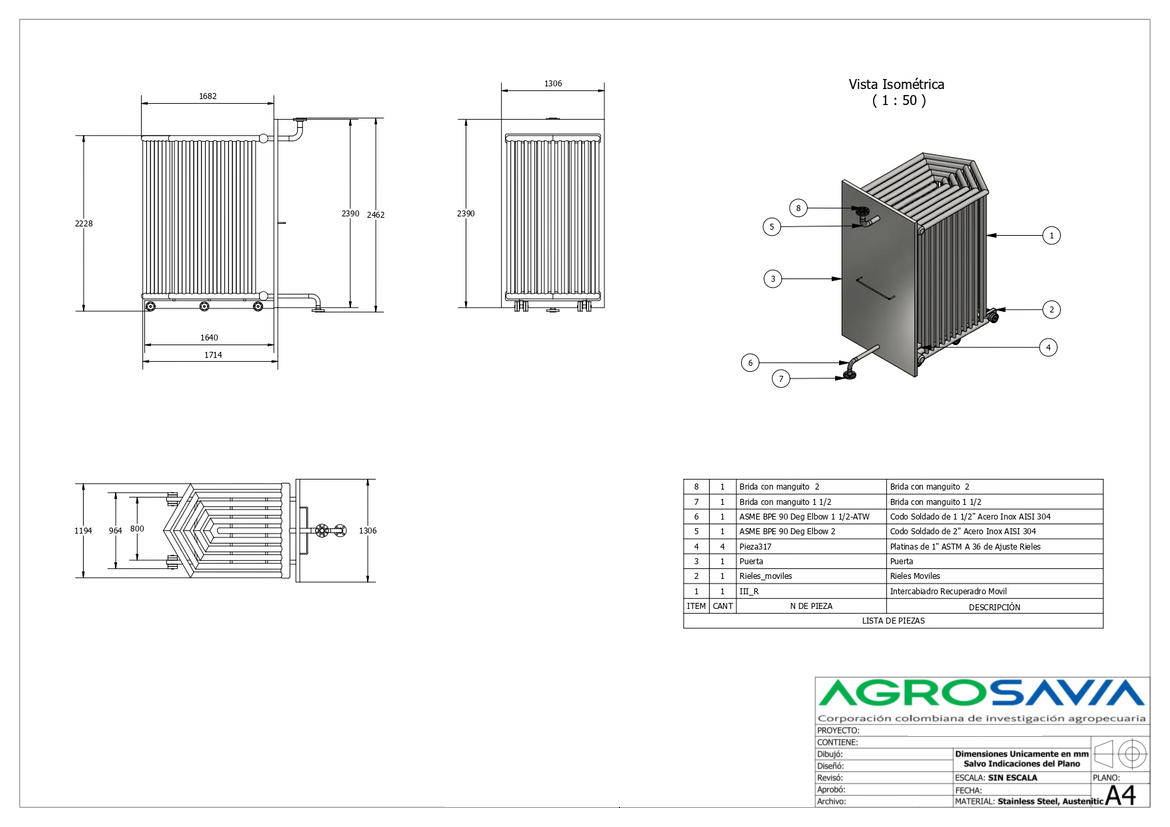 1682
2228
2390
2462
1640
1714
1306
2390
Vista Isométrica
( 1 : 50 )
8
5
3
6
7
1
2
4
1194
964
800
1306
8 1 Brida con manguito 2 Brida con manguito 2
7 1 Brida con manguito 1 1/2 Brida con manguito 1 1/2
6 1 ASME BPE 90 Deg Elbow 1 1/2-ATW Codo Soldado de 1 1/2" Acero Inox AISI 304
5 1 ASME BPE 90 Deg Elbow 2 Codo Soldado de 2" Acero Inox AISI 304
4 4 Pieza317 Platinas de 1" ASTM A 36 de Ajuste Rieles
3 1 Puerta Puerta
2 1 Rieles_moviles Rieles Moviles
1 1 III_R Intercabiadro Recuperadro Movil
ITEM CANT N DE PIEZA DESCRIPCIÓN
LISTA DE PIEZAS
AGROSAVIA
Corporación colombiana de investigación agropecuaria
PROYECTO:
CONTIENE:
Dibujó:
Dimensiones Unicamente en mm
Salvo Indicaciones del Plano
Diseñó:
Revisó: ESCALA: SIN ESCALA PLANO:
Aprobó: FECHA:
Archivo: MATERIAL: Stainless Steel, Austenitic
A4